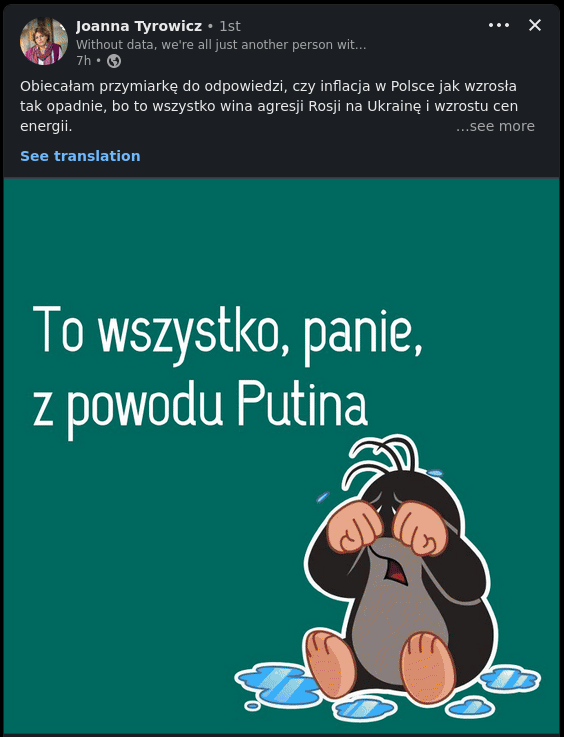 Joanna Tyrowicz • 1st
Without data, we're all just another person wit...
7h •
Obiecałam przymiarkę do odpowiedzi, czy inflacja w Polsce jak wzrosła
tak opadnie, bo to wszystko wina agresji Rosji na Ukrainę i wzrostu cen
energii.
...see more
See translation
To wszystko, panie,
z powodu Putina